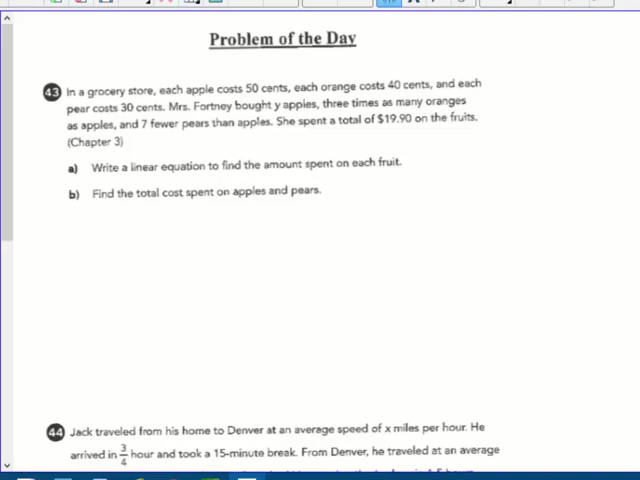 Problem of the Day
43 In a grocery store, each apple costs 50 cents, each orange costs 40 cents, and each
pear costs 30 cents. Mrs. Fortney bought y apples, three times as many oranges
as apples, and 7 fewer pears than apples. She spent a total of $19.90 on the fruits.
(Chapter 3)
a) Write a linear equation to find the amount spent on each fruit.
b) Find the total cost spent on apples and pears.
44 Jack traveled from his home to Denver at an average speed of x miles per hour. He
arrived in 3/4 hour and took a 15-minute break. From Denver, he traveled at an average